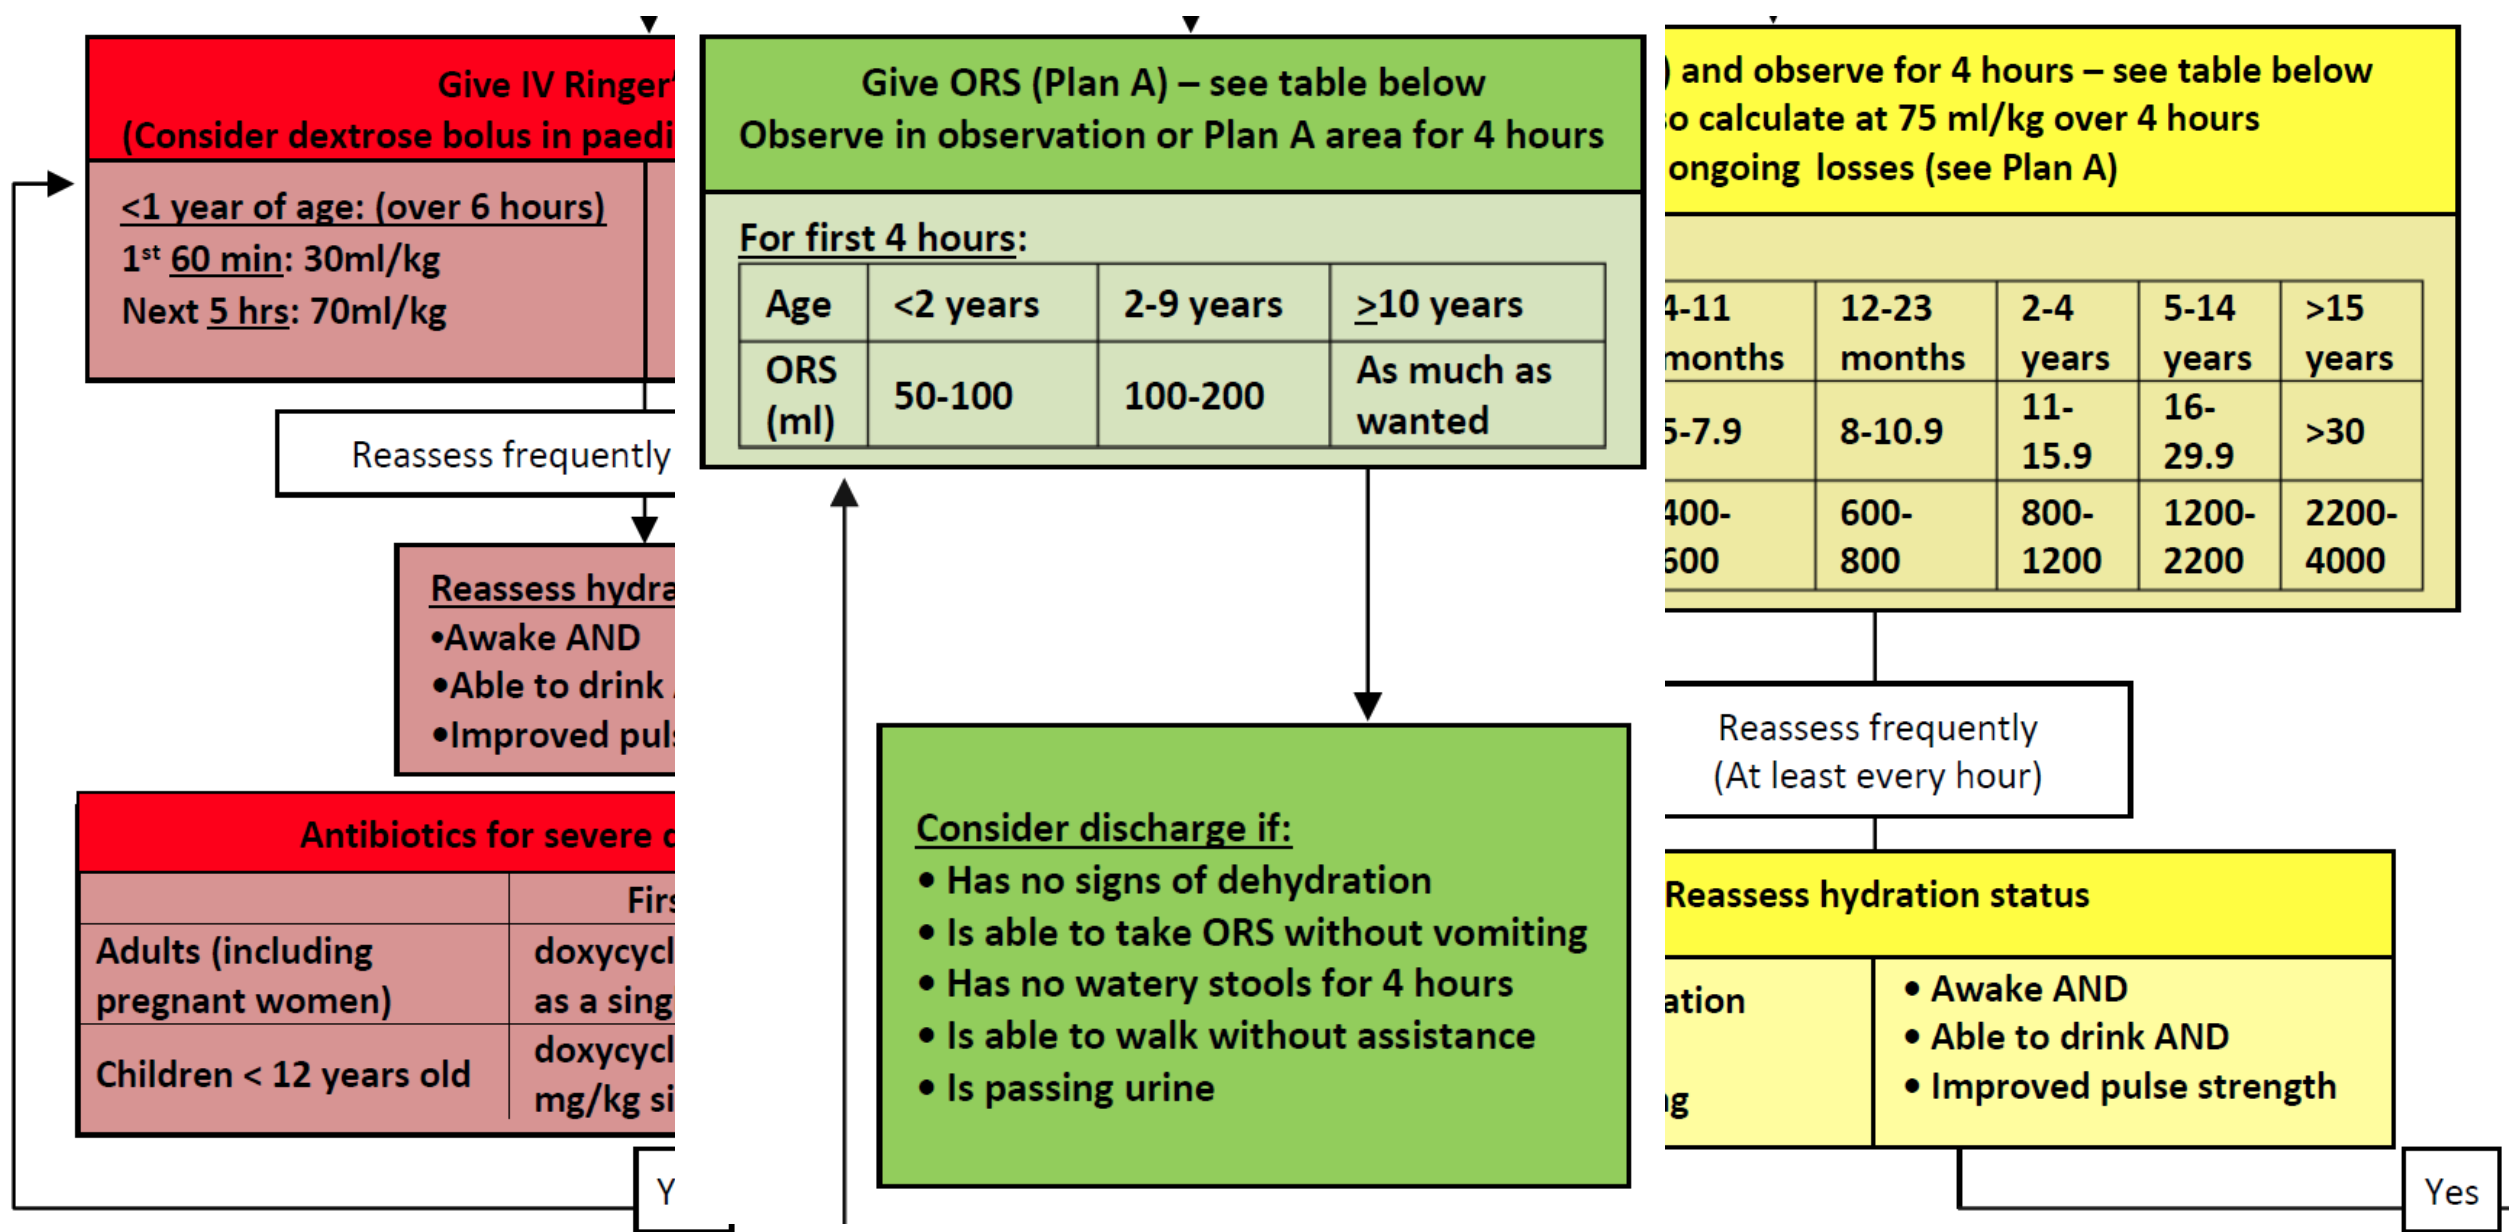 Give IV Ringer'
(Consider dextrose bolus in paedi
<1 year of age: (over 6 hours)
1st 60 min: 30ml/kg
Next 5 hrs: 70ml/kg
Reassess frequently
Reassess hydra
•Awake AND
•Able to drink
•Improved puls
Antibiotics for severe d
Firs
Adults (including
pregnant women)
doxycycl
as a sing
Children < 12 years old
doxycycl
mg/kg si
Y
Give ORS (Plan A) – see table below
Observe in observation or Plan A area for 4 hours
For first 4 hours:
Age <2 years 2-9 years ≥10 years
ORS (ml) 50-100 100-200 As much as wanted
Consider discharge if:
• Has no signs of dehydration
• Is able to take ORS without vomiting
• Has no watery stools for 4 hours
• Is able to walk without assistance
• Is passing urine
) and observe for 4 hours – see table below
so calculate at 75 ml/kg over 4 hours
ongoing losses (see Plan A)
4-11 months 12-23 months 2-4 years 5-14 years >15 years
5-7.9 8-10.9 11-15.9 16-29.9 >30
400-600 600-800 800-1200 1200-2200 2200-4000
Reassess frequently
(At least every hour)
Reassess hydration status
ation
ng
• Awake AND
• Able to drink AND
• Improved pulse strength
Yes